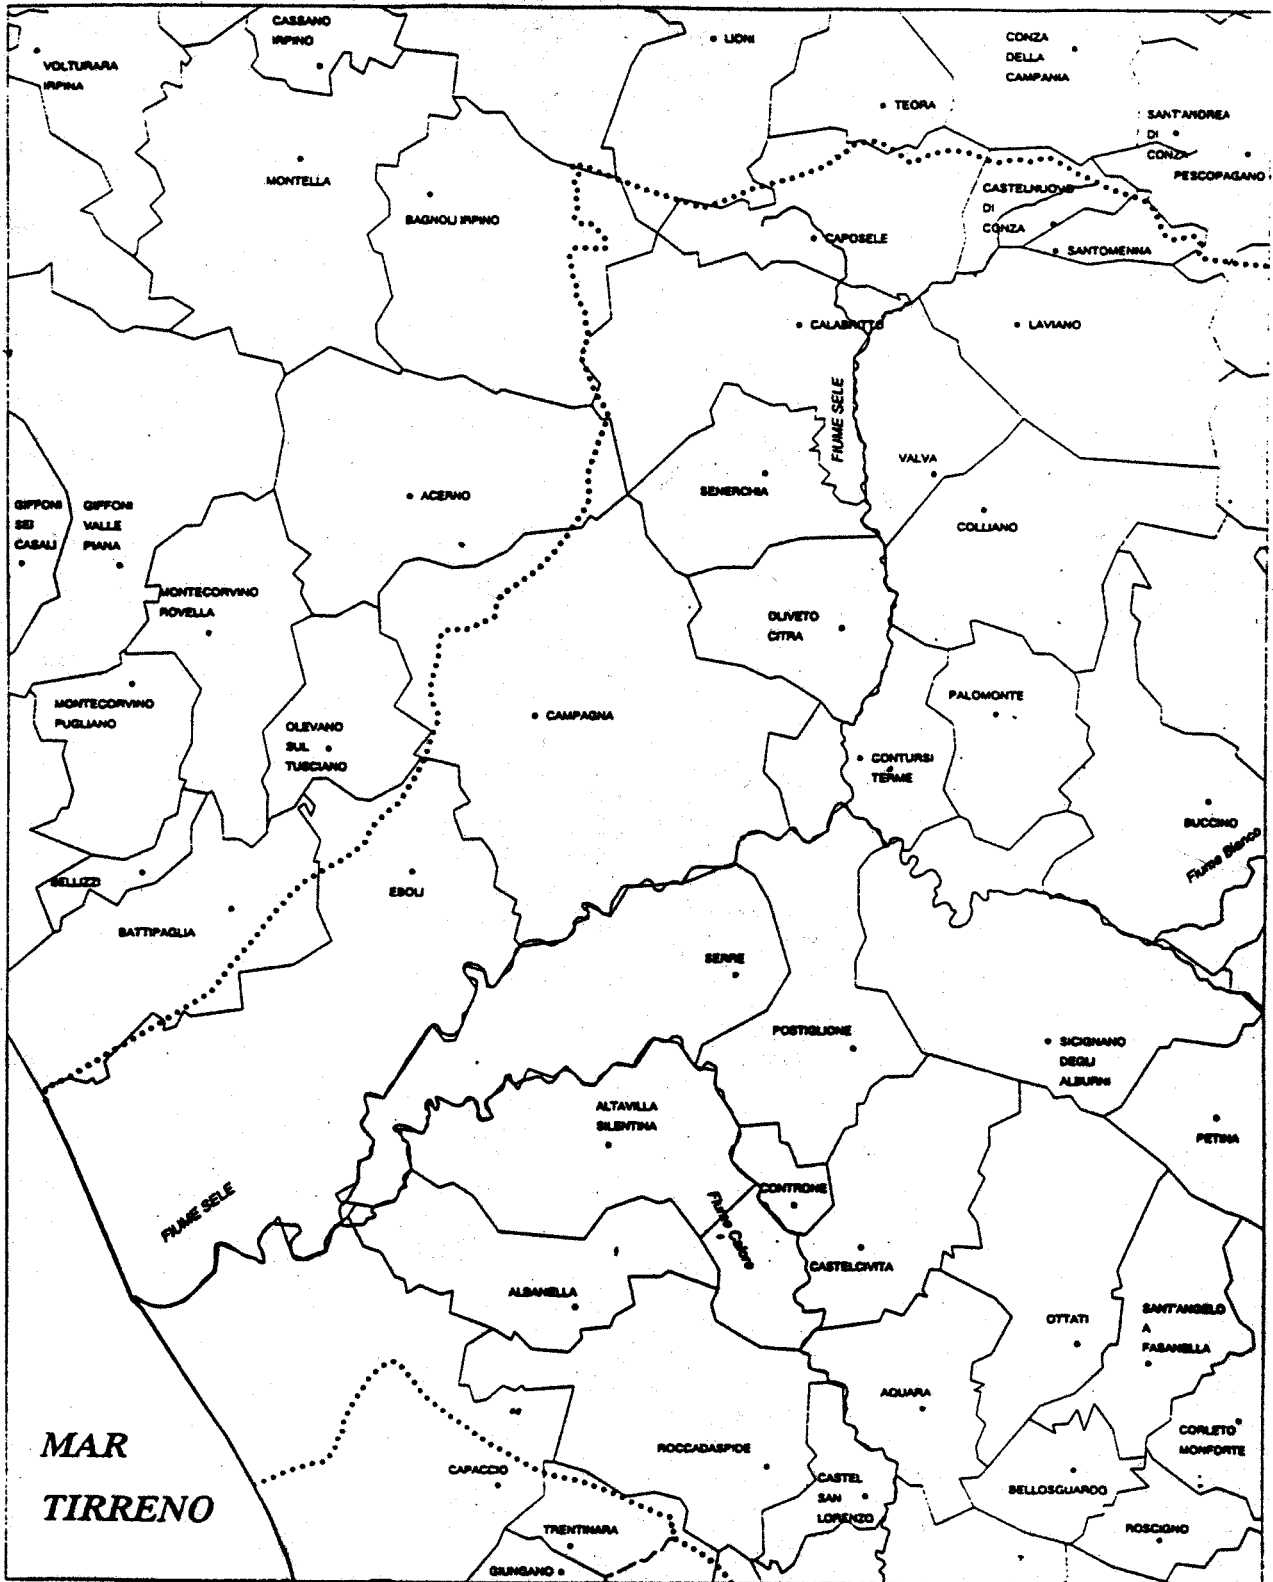 CASSANO
IRPINO
LIONI
CONZA
DELLA
CAMPANIA
VOLTURARA
IRPINA
TEORA
SANT'ANDREA
DI
CONZA
PESCOPAGANO
MONTELLA
BAGNOLI IRPINO
CASTELNUOVO
DI
CONZA
CAPOSELE
SANTOMENNA
CALABRITTO
LAVIANO
FIUME SELE
VALVA
SENERCHIA
ACERNO
COLLIANO
GIFFONI
SEI
CASALI
GIFFONI
VALLE
PIANA
MONTECORVINO
ROVELLA
OLIVETO
CITRA
MONTECORVINO
PUGLIANO
PALOMONTE
CAMPAGNA
OLEVANO
SUL
TUSCIANO
CONTURSI
TERME
BUCCINO
Fiume Bianco
BELLIZZI
EBOLI
BATTIPAGLIA
SERRE
POSTIGLIONE
SICIGNANO
DEGLI
ALBURNI
ALTAVILLA
SILENTINA
PETINA
CONTRONE
FIUME SELE
Fiume Calore
CASTELCIVITA
ALBANELLA
OTTATI
SANT'ANGELO
A
FASANELLA
AQUARA
CORLETO
MONFORTE
MAR
TIRRENO
ROCCADASPIDE
CAPACCIO
CASTEL
SAN
LORENZO
BELLOSGUARDO
ROSCIGNO
TRENTINARA
GIUNGANO